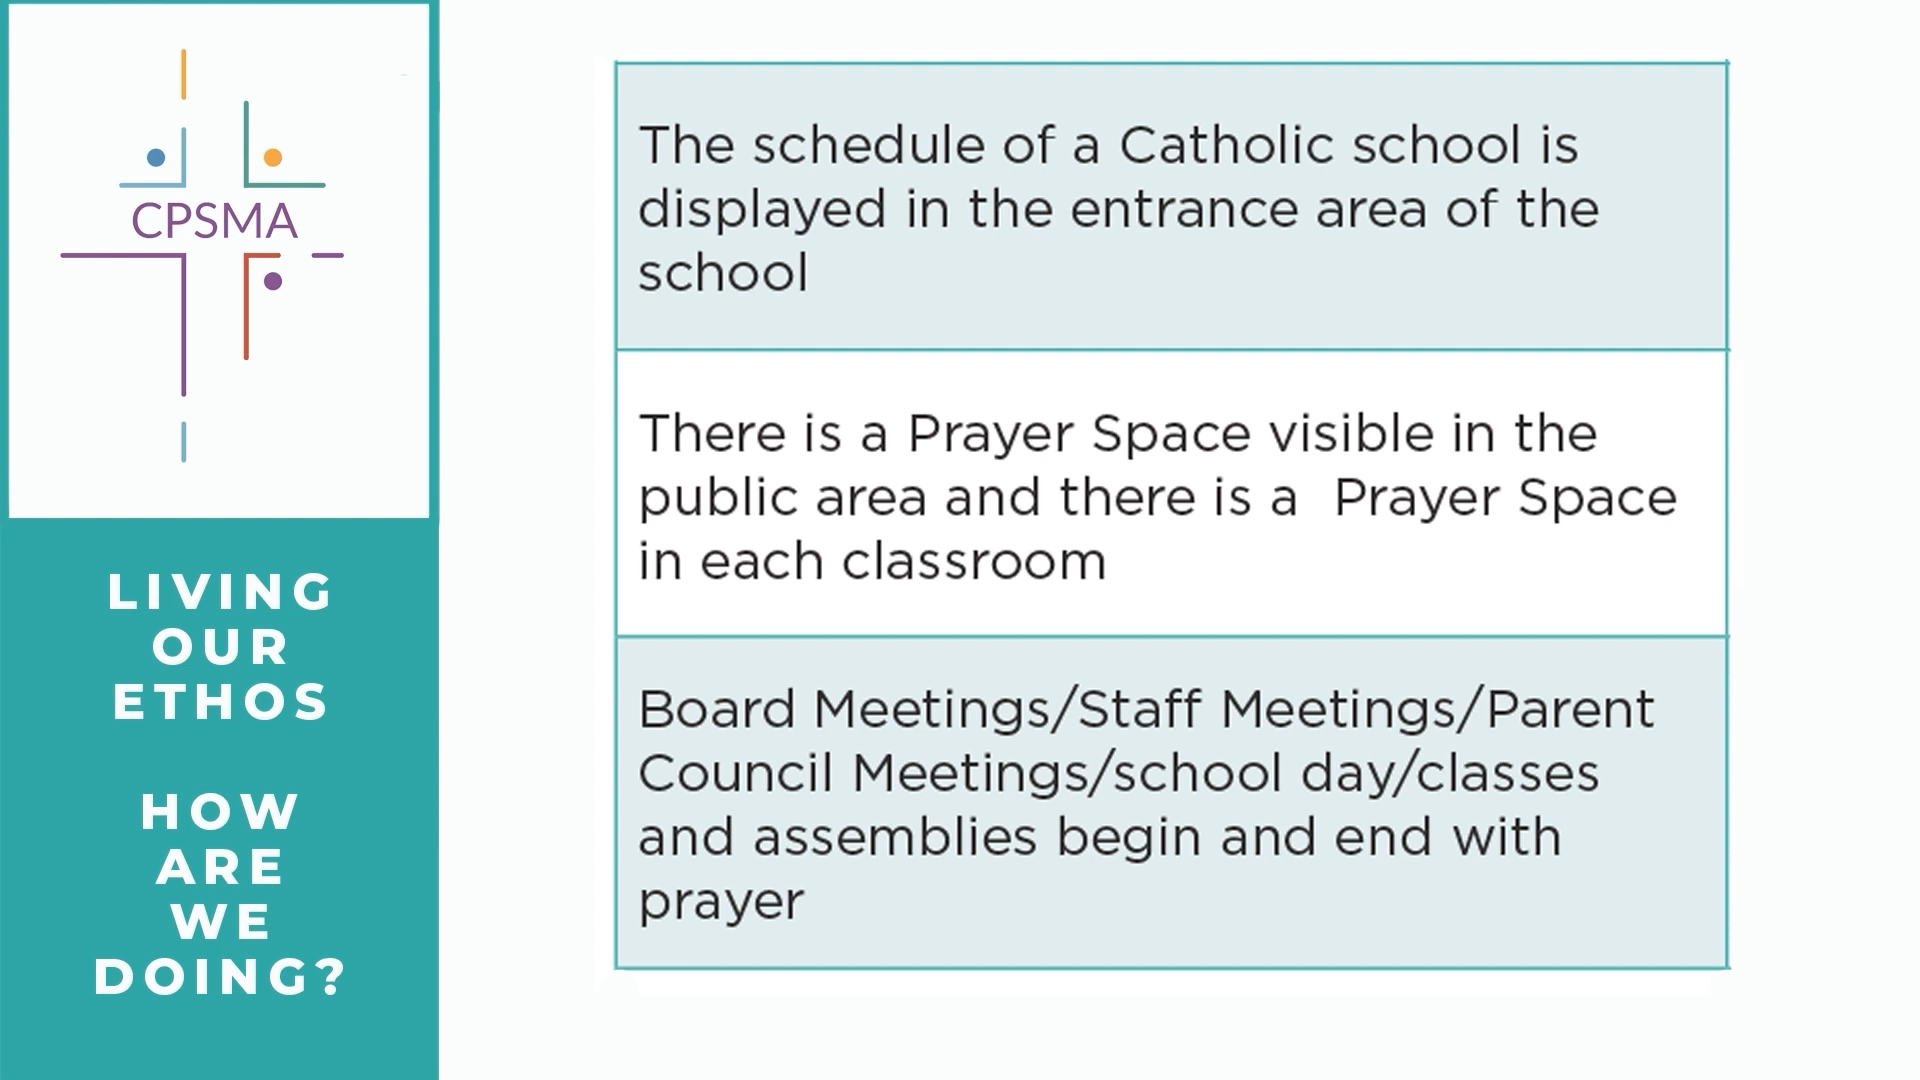 CPSMA
LIVING
OUR
ETHOS
HOW
ARE
WE
DOING?
The schedule of a Catholic school is
displayed in the entrance area of the
school
There is a Prayer Space visible in the
public area and there is a  Prayer Space
in each classroom
Board Meetings/Staff Meetings/Parent
Council Meetings/school day/classes
and assemblies begin and end with
prayer